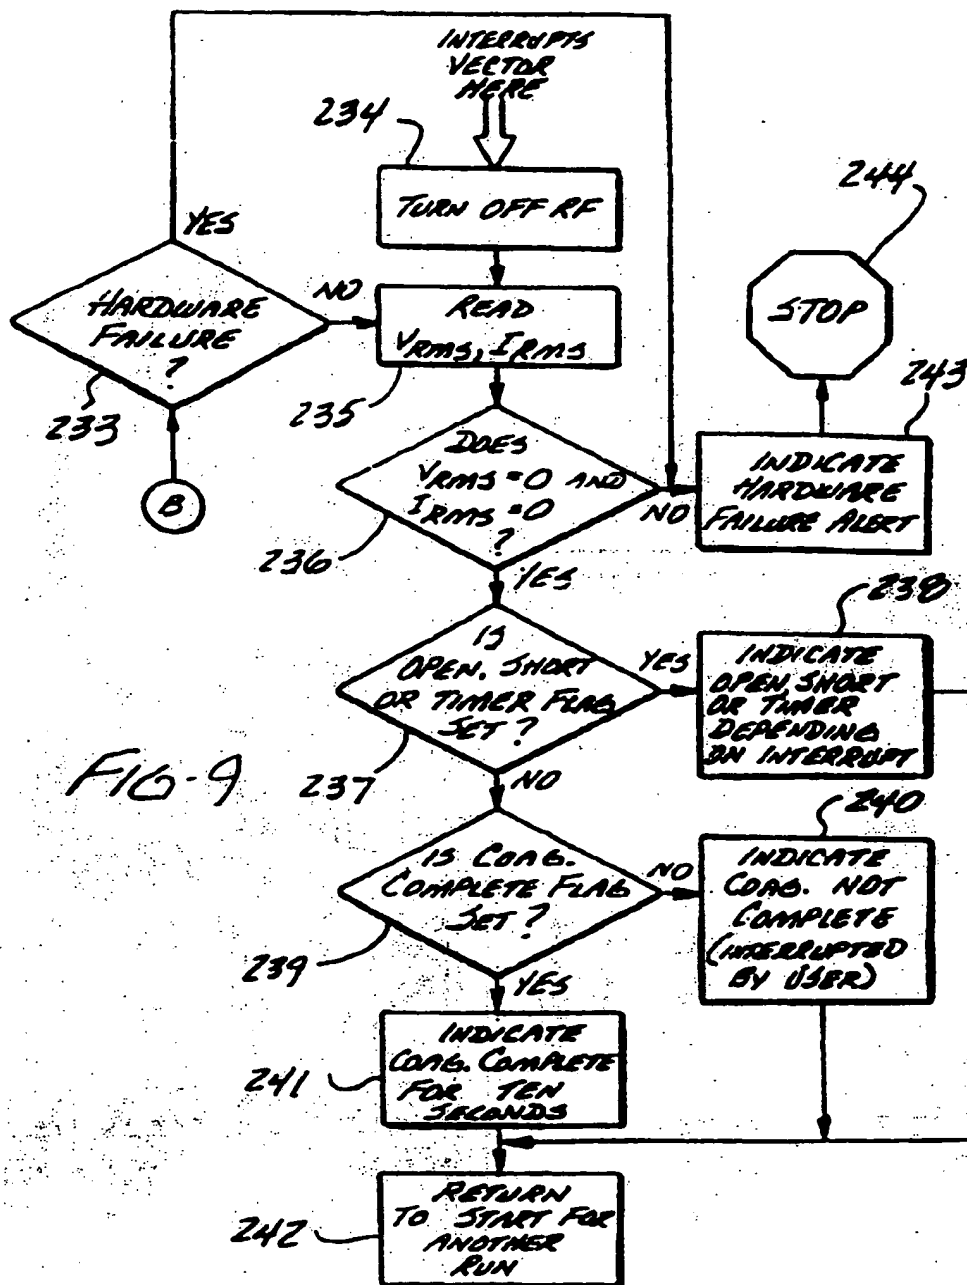 INTERRUPTS
VECTOR
HERE
234
TURN OFF RF
244
STOP
YES
HARDWARE
FAILURE
?
NO
READ
VRMS, IRMS
233
235
B
243
DOES
VRMS = 0 AND
IRMS = 0
?
NO
INDICATE
HARDWARE
FAILURE ALERT
236
YES
238
IS
OPEN, SHORT
OR TIMER FLAG
SET?
YES
INDICATE
OPEN, SHORT
OR TIMER
DEPENDING
ON INTERRUPT
237
NO
FIG-9
240
IS COAG.
COMPLETE FLAG
SET?
NO
INDICATE
COAG. NOT
COMPLETE
(INTERRUPTED
BY USER)
239
YES
INDICATE
COAG. COMPLETE
FOR TEN
SECONDS
241
RETURN
TO START FOR
ANOTHER
RUN
242